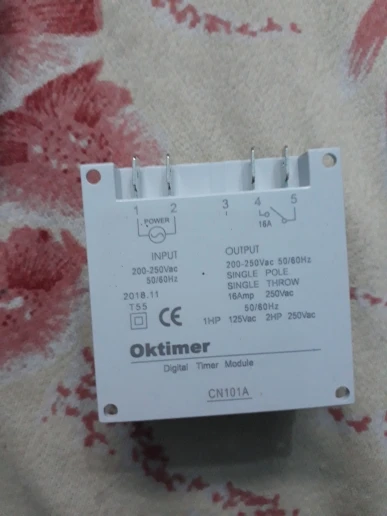 1 2 3 4 5
POWER
16A
INPUT OUTPUT
200-250Vac 200-250Vac 50/60Hz
50/60Hz SINGLE POLE
2018.11 SINGLE THROW
T55 16Amp 250Vac
50/60Hz
CE 1HP 125Vac 2HP 250Vac
Oktimer
Digital Timer Module
CN101A